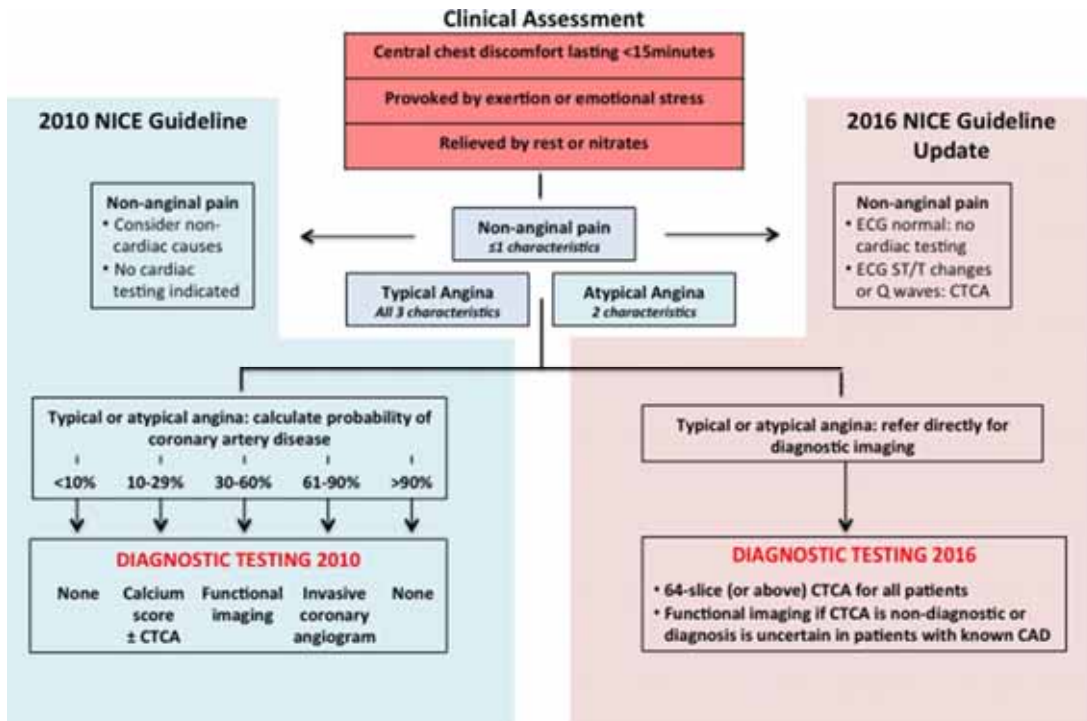 Clinical Assessment
Central chest discomfort lasting <15minutes
Provoked by exertion or emotional stress
Relieved by rest or nitrates
2010 NICE Guideline
2016 NICE Guideline
Update
Non-anginal pain
• Consider non-
cardiac causes
• No cardiac
testing indicated
Non-anginal pain
≤1 characteristics
Non-anginal pain
• ECG normal: no
cardiac testing
• ECG ST/T changes
or Q waves: CTCA
Typical Angina
All 3 characteristics
Atypical Angina
2 characteristics
Typical or atypical angina: calculate probability of
coronary artery disease
<10% 10-29% 30-60% 61-90% >90%
DIAGNOSTIC TESTING 2010
None Calcium Functional Invasive None
score imaging coronary
± CTCA angiogram
Typical or atypical angina: refer directly for
diagnostic imaging
DIAGNOSTIC TESTING 2016
• 64-slice (or above) CTCA for all patients
• Functional imaging if CTCA is non-diagnostic or
diagnosis is uncertain in patients with known CAD